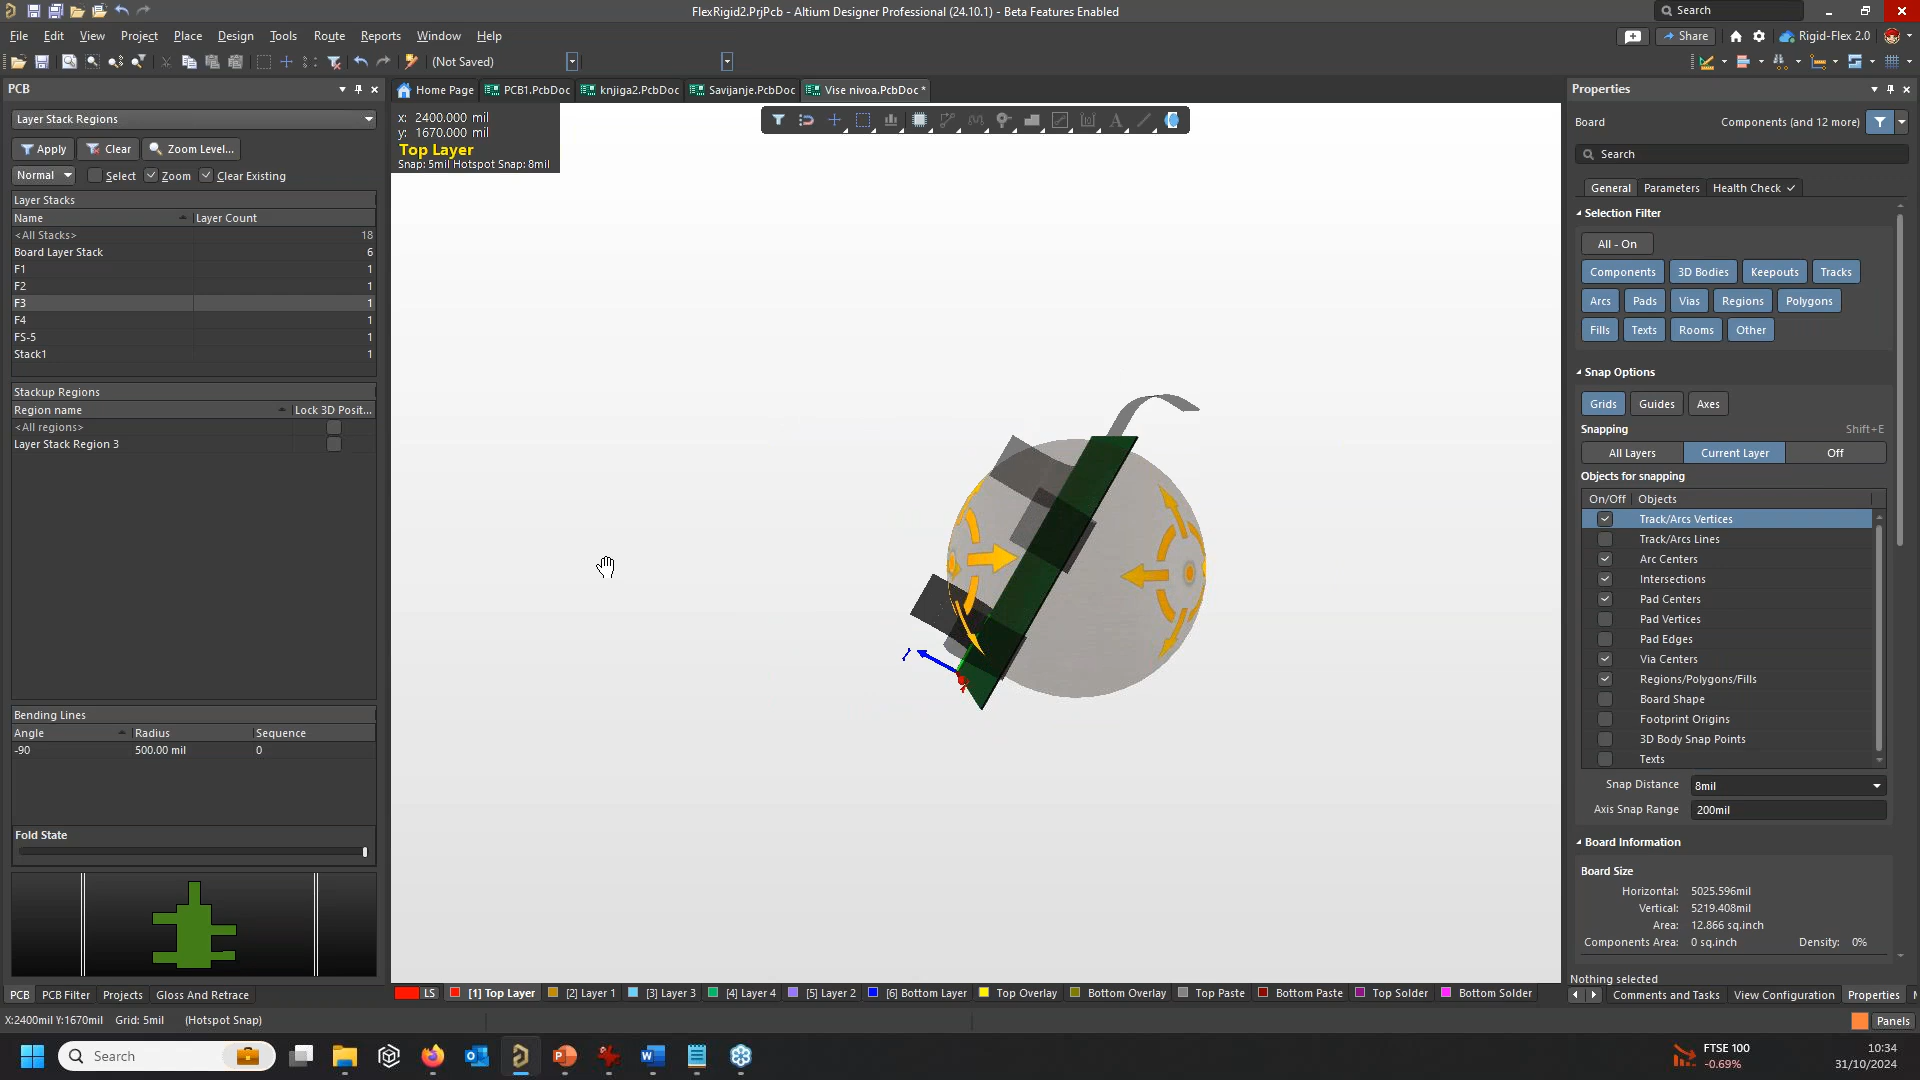 FlexRigid2.PrjPcb - Altium Designer Professional (24.10.1) - Beta Features Enabled
Search
File Edit View Project Place Design Tools Route Reports Window Help
Share
Rigid-Flex 2.0
(Not Saved)
PCB
Home Page
PCB1.PcbDoc
knjiga2.PcbDoc
Savijanje.PcbDoc
Vise nivoa.PcbDoc *
Properties
Layer Stack Regions
x: 2400.000 mil
y: 1670.000 mil
Top Layer
Snap: 5mil Hotspot Snap: 8mil
Board
Components (and 12 more)
Apply Clear Zoom Level...
Search
Normal Select Zoom Clear Existing
General Parameters Health Check
Layer Stacks
Name Layer Count
<All Stacks> 18
Board Layer Stack 6
F1 1
F2 1
F3 1
F4 1
FS-5 1
Stack1 1
Selection Filter
All - On
Components 3D Bodies Keepouts Tracks
Arcs Pads Vias Regions Polygons
Fills Texts Rooms Other
Stackup Regions
Region name Lock 3D Posit...
<All regions>
Layer Stack Region 3
Snap Options
Grids Guides Axes
Snapping Shift+E
All Layers Current Layer Off
Objects for snapping
On/Off Objects
Track/Arcs Vertices
Track/Arcs Lines
Arc Centers
Intersections
Pad Centers
Pad Vertices
Pad Edges
Via Centers
Regions/Polygons/Fills
Board Shape
Footprint Origins
3D Body Snap Points
Texts
Bending Lines
Angle Radius Sequence
-90 500.00 mil 0
Snap Distance 8mil
Axis Snap Range 200mil
Fold State
Board Information
Board Size
Horizontal: 5025.596mil
Vertical: 5219.408mil
Area: 12.866 sq.inch
Components Area: 0 sq.inch Density: 0%
Nothing selected
PCB PCB Filter Projects Gloss And Retrace
LS [1] Top Layer [2] Layer 1 [3] Layer 3 [4] Layer 4 [5] Layer 2 [6] Bottom Layer Top Overlay Bottom Overlay Top Paste Bottom Paste Top Solder Bottom Solder
Comments and Tasks View Configuration Properties
X:2400mil Y:1670mil Grid: 5mil (Hotspot Snap)
Panels
Search
FTSE 100
-0.69%
10:34
31/10/2024